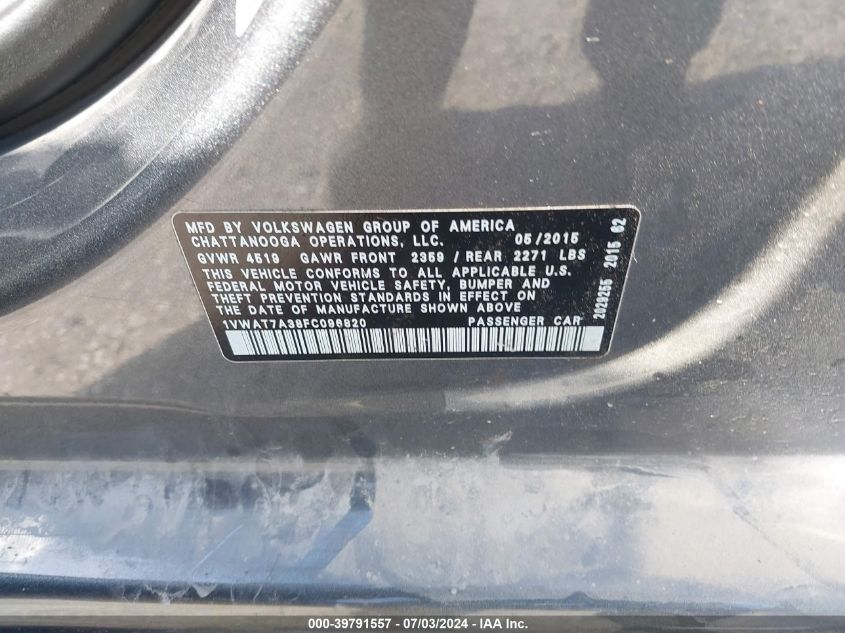 MFD BY VOLKSWAGEN GROUP OF AMERICA
CHATTANOOGA OPERATIONS, LLC. 05/2015
GVWR 4519 GAWR FRONT 2359 / REAR 2271 LBS
THIS VEHICLE CONFORMS TO ALL APPLICABLE U.S.
FEDERAL MOTOR VEHICLE SAFETY, BUMPER AND
THEFT PREVENTION STANDARDS IN EFFECT ON
THE DATE OF MANUFACTURE SHOWN ABOVE
1VWAT7A38FC096820 PASSENGER CAR
2029255 2015 62
000-39791557 - 07/03/2024 - IAA Inc.